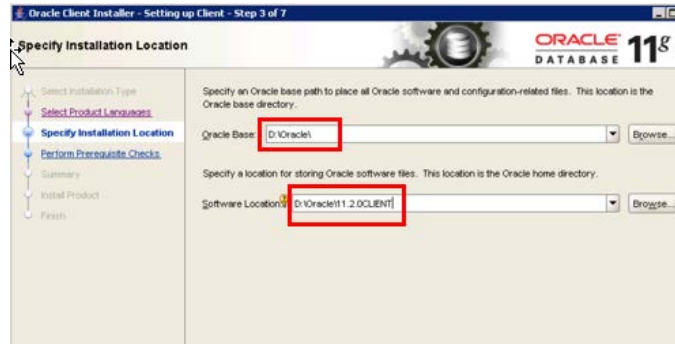 Oracle Client Installer - Setting up Client - Step 3 of 7
Specify Installation Location
ORACLE
DATABASE
11g
Select Installation Type
Select Product Languages
Specify Installation Location
Perform Prerequisite Checks
Summary
Install Product
Finish
Specify an Oracle base path to place all Oracle software and configuration-related files. This location is the
Oracle base directory.
Oracle Base: D:\Oracle\ Browse...
Specify a location for storing Oracle software files. This location is the Oracle home directory.
Software Location: D:\Oracle\11.2.0CLIENT Browse...